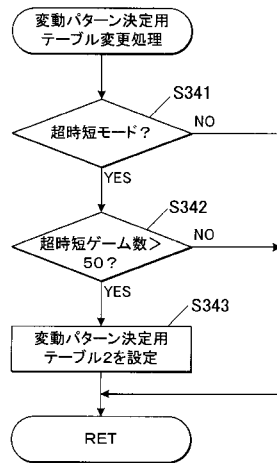 変動パターン決定用
テーブル変更処理
S341
超時短モード?
NO
YES
S342
超時短ゲーム数>
50?
NO
YES
S343
変動パターン決定用
テーブル2を設定
RET